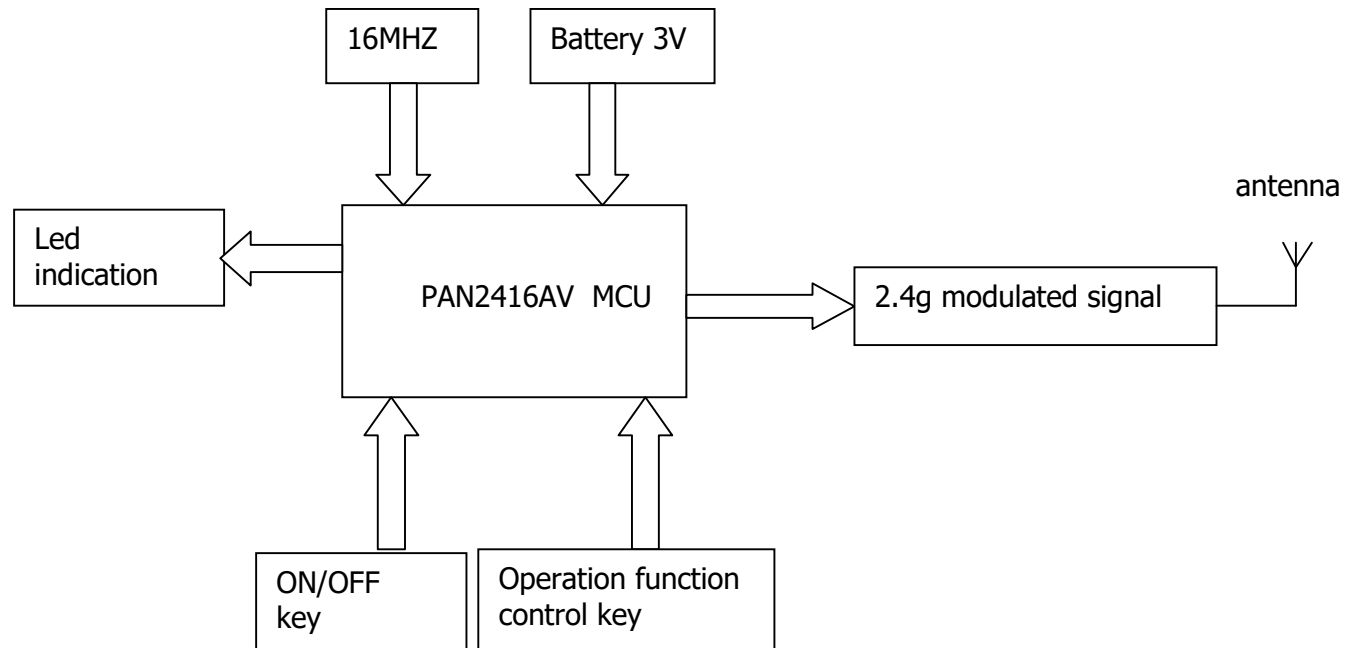 16MHZ
Battery 3V
antenna
Led
indication
PAN2416AV MCU
2.4g modulated signal
ON/OFF
key
Operation function
control key